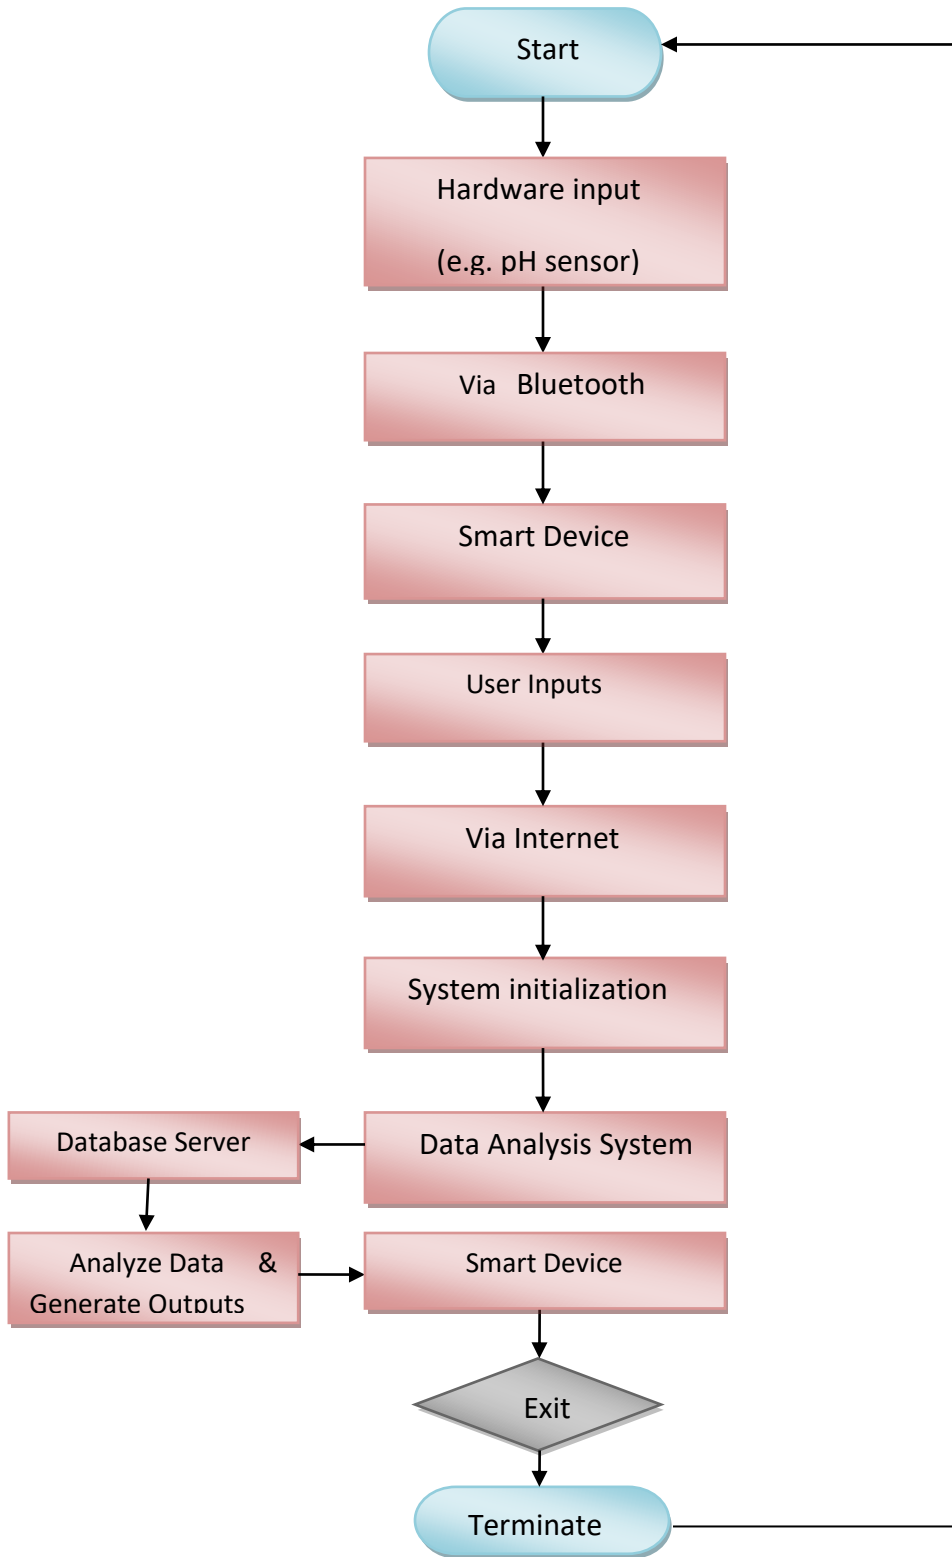 Start
Hardware input
(e.g. pH sensor)
Via Bluetooth
Smart Device
User Inputs
Via Internet
System initialization
Data Analysis System
Database Server
Analyze Data &
Generate Outputs
Smart Device
Exit
Terminate